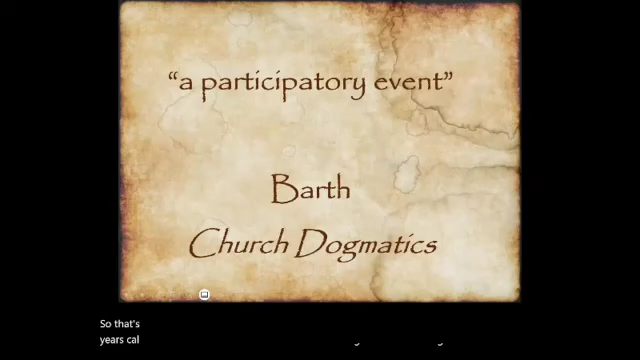 “a participatory event”
Barth
Church Dogmatics
So that's
years cal